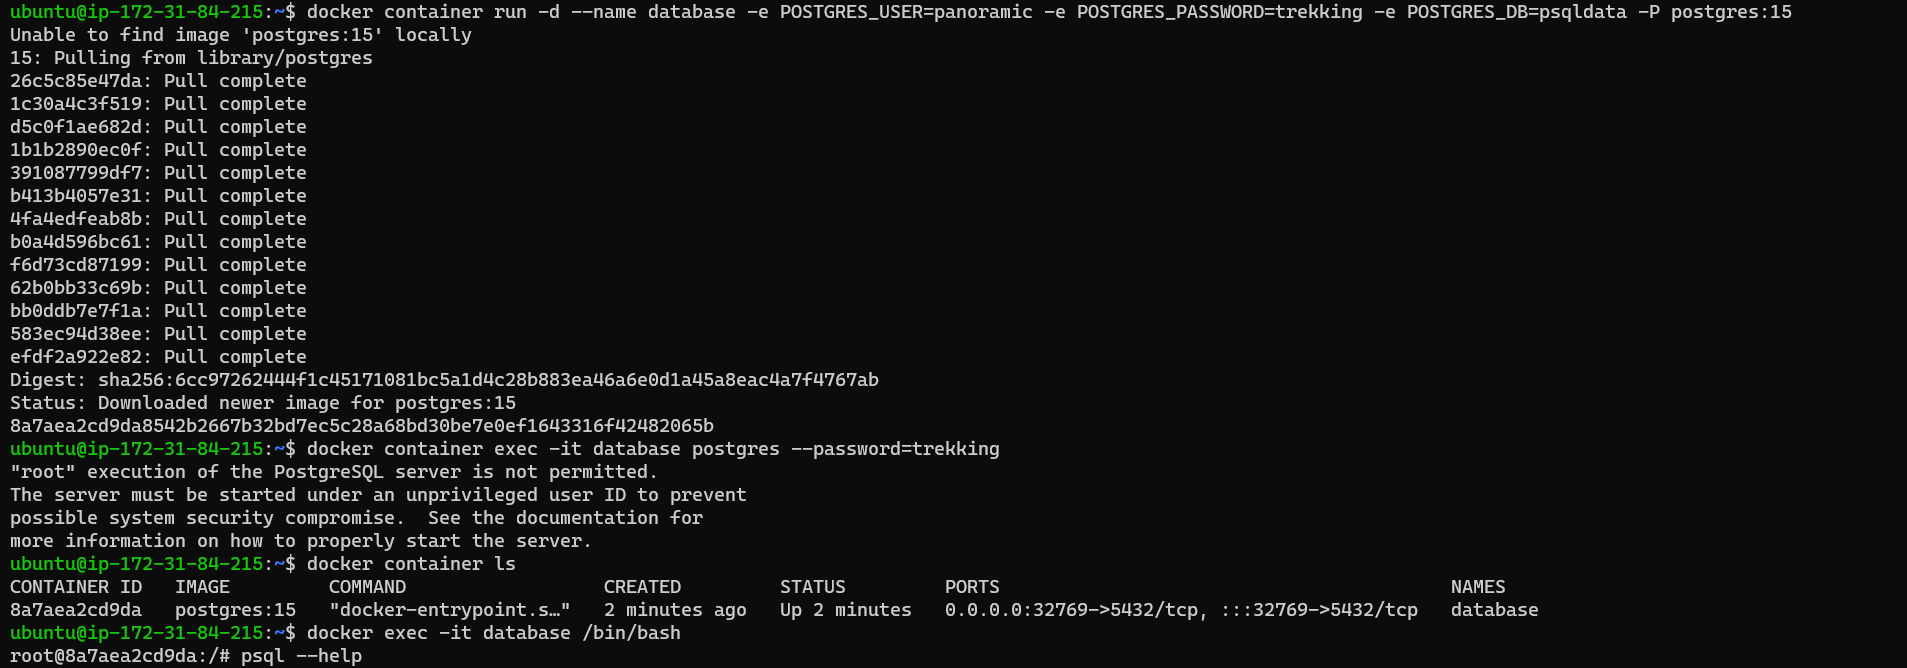 ubuntu@ip-172-31-84-215:~$ docker container run -d --name database -e POSTGRES_USER=panoramic -e POSTGRES_PASSWORD=trekking -e POSTGRES_DB=psqldata -P postgres:15
Unable to find image 'postgres:15' locally
15: Pulling from library/postgres
26c5c85e47da: Pull complete
1c30a4c3f519: Pull complete
d5c0f1ae682d: Pull complete
1b1b2890ec0f: Pull complete
391087799df7: Pull complete
b413b4057e31: Pull complete
4fa4edfeab8b: Pull complete
b0a4d596bc61: Pull complete
f6d73cd87199: Pull complete
62b0bb33c69b: Pull complete
bb0ddb7e7f1a: Pull complete
583ec94d38ee: Pull complete
efdf2a922e82: Pull complete
Digest: sha256:6cc97262444f1c45171081bc5a1d4c28b883ea46a6e0d1a45a8eac4a7f4767ab
Status: Downloaded newer image for postgres:15
8a7aea2cd9da8542b2667b32bd7ec5c28a68bd30be7e0ef1643316f42482065b
ubuntu@ip-172-31-84-215:~$ docker container exec -it database postgres --password=trekking
"root" execution of the PostgreSQL server is not permitted.
The server must be started under an unprivileged user ID to prevent
possible system security compromise.  See the documentation for
more information on how to properly start the server.
ubuntu@ip-172-31-84-215:~$ docker container ls
CONTAINER ID   IMAGE         COMMAND                  CREATED         STATUS         PORTS                                         NAMES
8a7aea2cd9da   postgres:15   "docker-entrypoint.s…"   2 minutes ago   Up 2 minutes   0.0.0.0:32769->5432/tcp, :::32769->5432/tcp   database
ubuntu@ip-172-31-84-215:~$ docker exec -it database /bin/bash
root@8a7aea2cd9da:/# psql --help